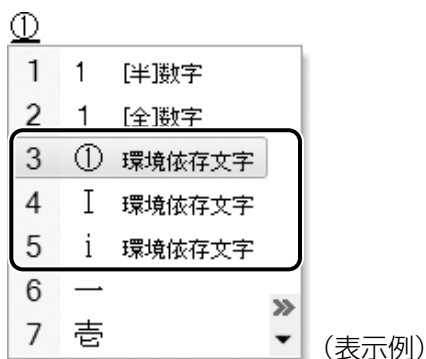 ①
1 1 [半]数字
2 1 [全]数字
3 ① 環境依存文字
4 Ⅰ 環境依存文字
5 ⅰ 環境依存文字
6 一
7 壱
(表示例)